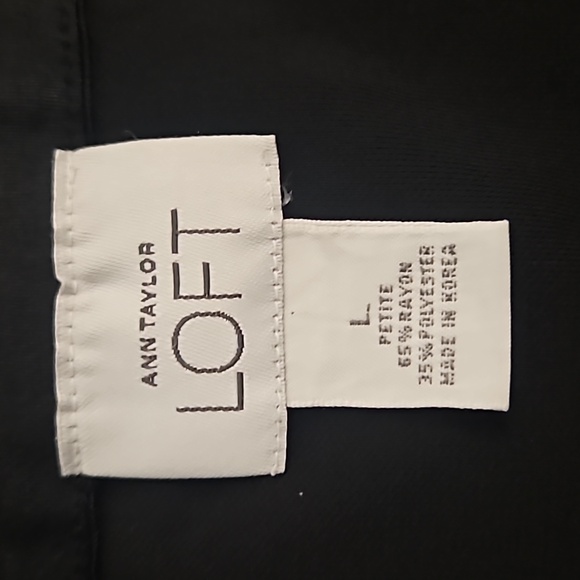 ANN TAYLOR
LOFT
L
PETITE
65% RAYON
35% POLYESTER
MADE IN KOREA